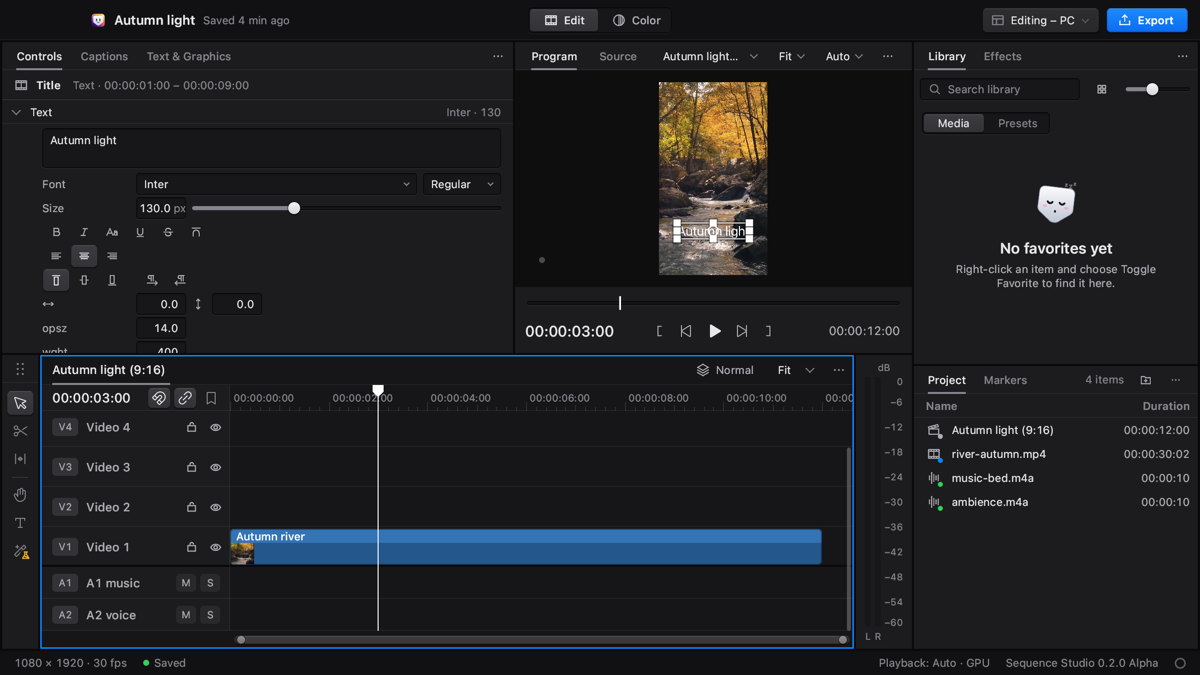 Autumn light
Saved 4 min ago
Edit
Color
Editing – PC
Export
Controls
Captions
Text & Graphics
Title
Text · 00:00:01:00 – 00:00:09:00
Text
Inter · 130
Autumn light
Font
Inter
Regular
Size
130.0 px
B
I
Aa
U
S
0.0
0.0
opsz
14.0
wght
400
Program
Source
Autumn light...
Fit
Auto
Autumn light
00:00:03:00
00:00:12:00
Library
Effects
Search library
Media
Presets
No favorites yet
Right-click an item and choose Toggle
Favorite to find it here.
Autumn light (9:16)
Normal
Fit
00:00:03:00
00:00:00:00
00:00:02:00
00:00:04:00
00:00:06:00
00:00:08:00
00:00:10:00
V4 Video 4
V3 Video 3
V2 Video 2
V1 Video 1
Autumn river
A1 A1 music M S
A2 A2 voice M S
dB
0
−6
−12
−18
−24
−30
−36
−42
−48
−54
−60
L R
Project
Markers
4 items
Name
Duration
Autumn light (9:16) 00:00:12:00
river-autumn.mp4 00:00:30:02
music-bed.m4a 00:00:10
ambience.m4a 00:00:10
1080 × 1920 · 30 fps
Saved
Playback: Auto · GPU
Sequence Studio 0.2.0 Alpha